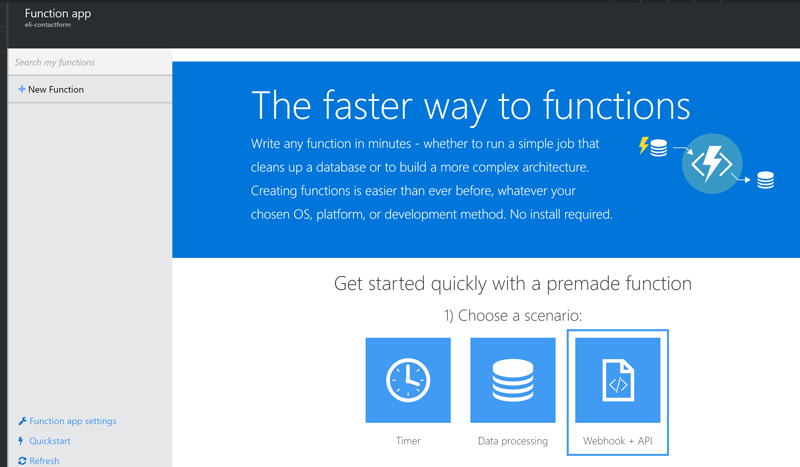 Function app
eli-contactform
Search my functions
New Function
The faster way to functions
Write any function in minutes - whether to run a simple job that
cleans up a database or to build a more complex architecture.
Creating functions is easier than ever before, whatever your
chosen OS, platform, or development method. No install required.
Get started quickly with a premade function
1) Choose a scenario:
Timer
Data processing
Webhook + API
Function app settings
Quickstart
Refresh